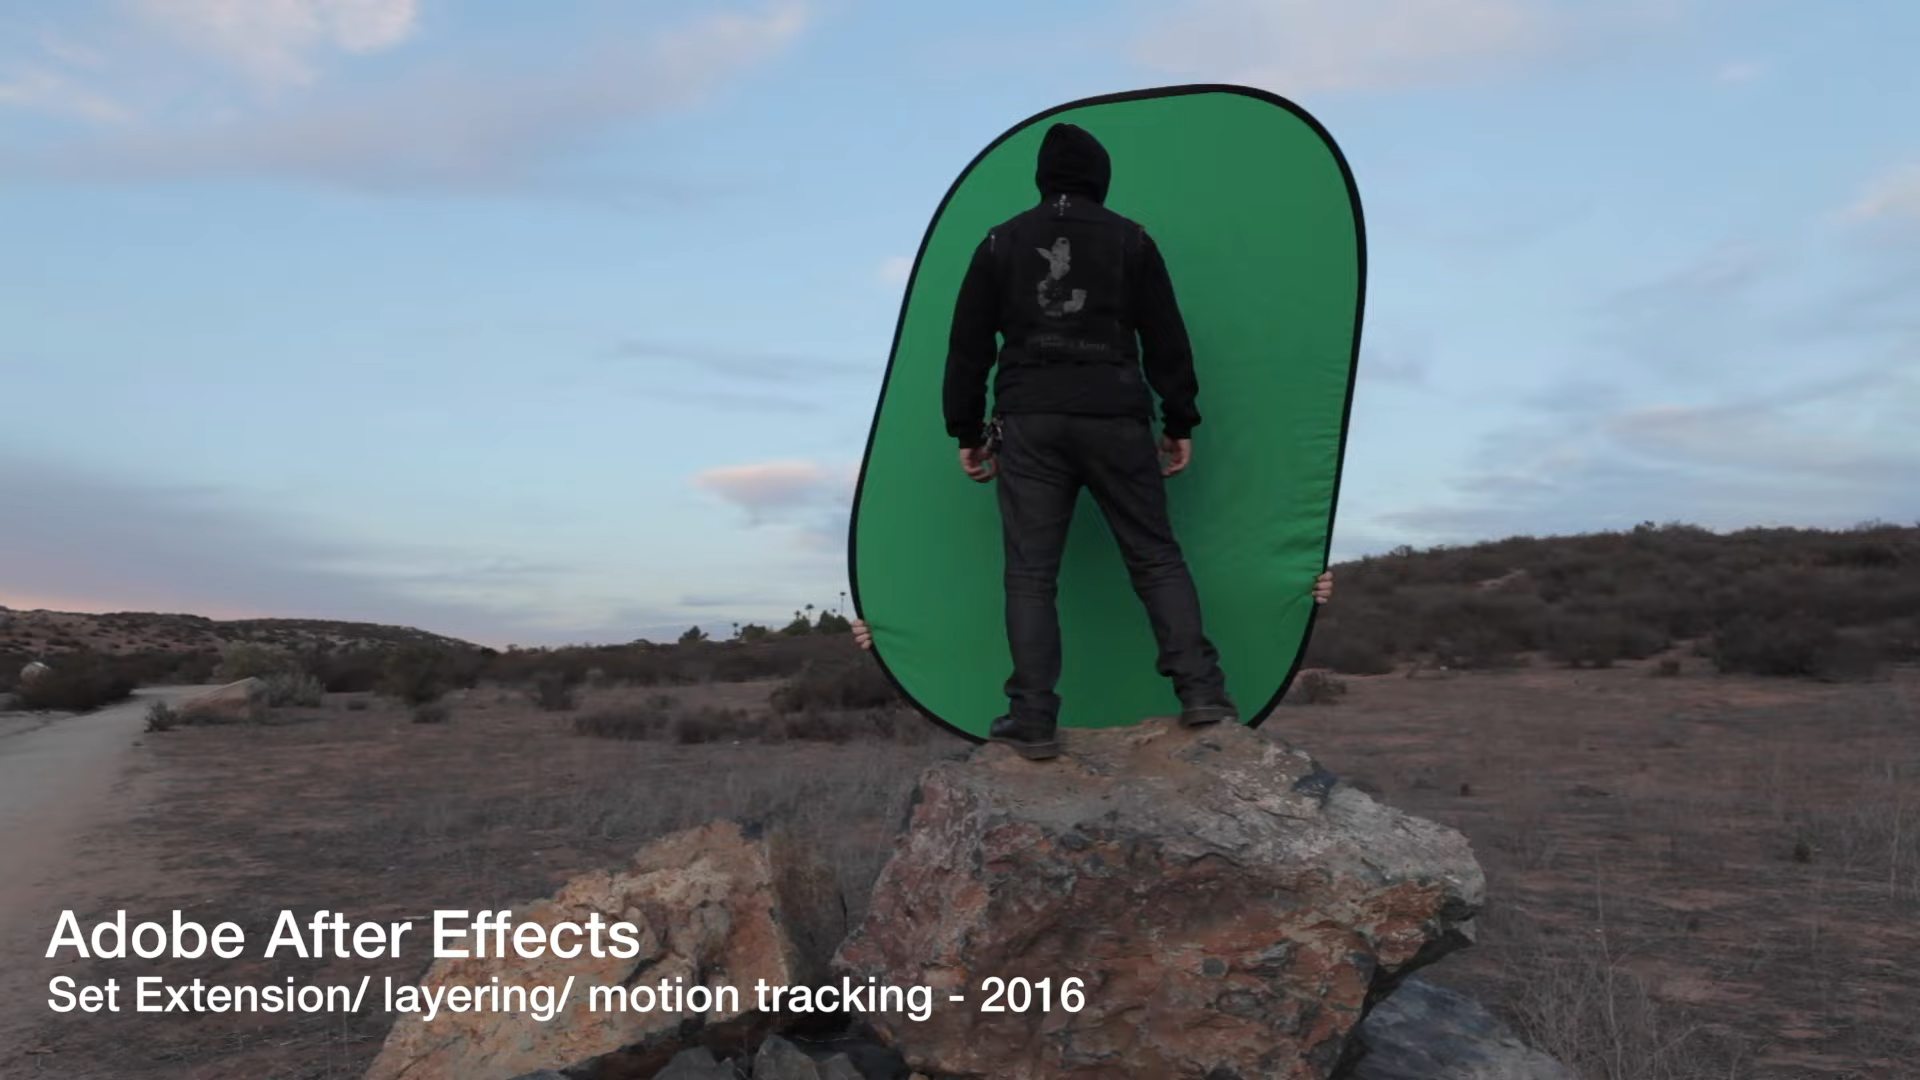 Adobe After Effects
Set Extension/ layering/ motion tracking - 2016